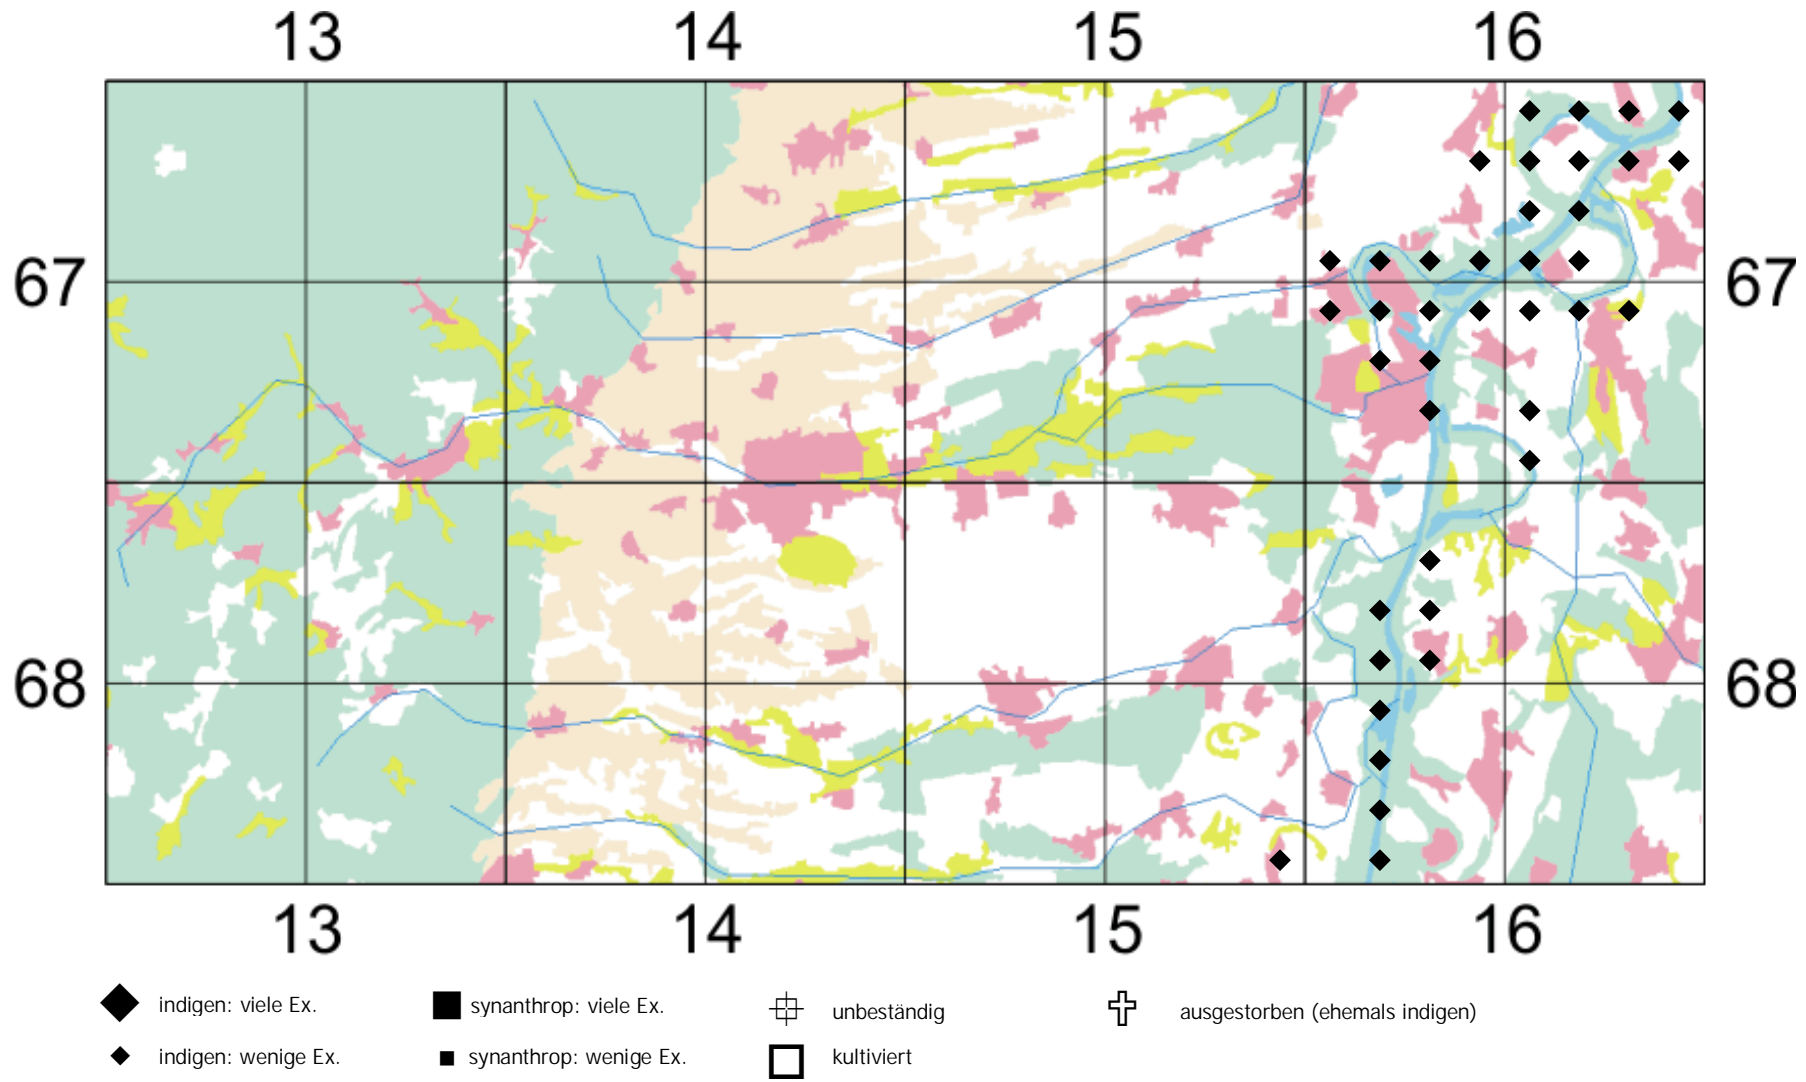 13 14 15 16
67 67
68 68
13 14 15 16
indigen: viele Ex. synanthrop: viele Ex. unbeständig ausgestorben (ehemals indigen)
indigen: wenige Ex. synanthrop: wenige Ex. kultiviert